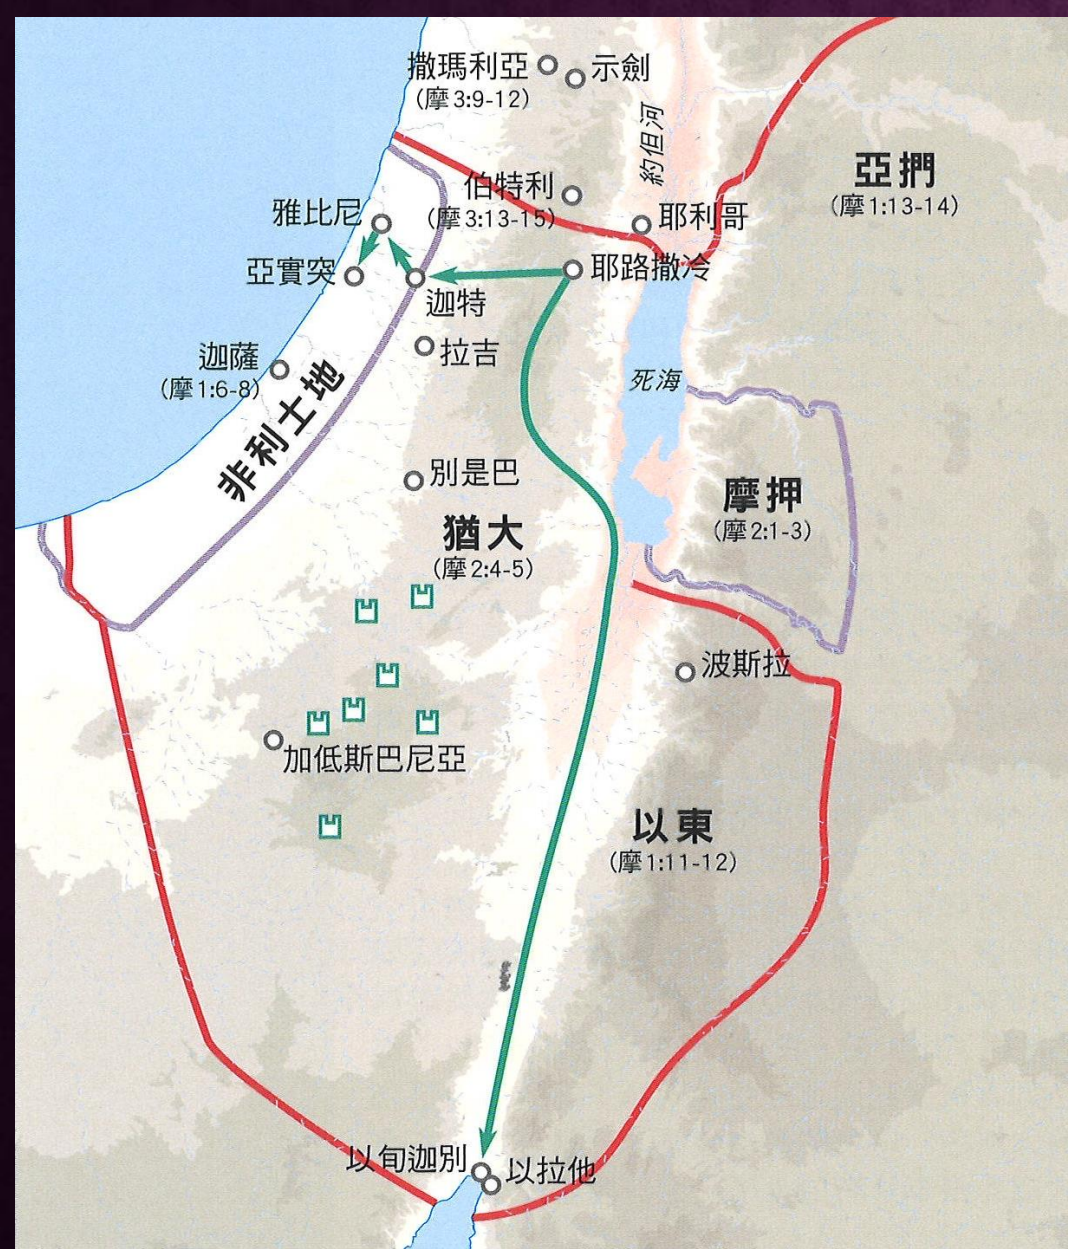 撒瑪利亞
(摩3:9-12)
示劍
約但河
亞捫
(摩1:13-14)
伯特利
(摩3:13-15)
雅比尼
耶利哥
亞實突
耶路撒冷
迦特
拉吉
迦薩
(摩1:6-8)
死海
非利士地
別是巴
摩押
(摩2:1-3)
猶大
(摩2:4-5)
波斯拉
加低斯巴尼亞
以東
(摩1:11-12)
以旬迦別
以拉他